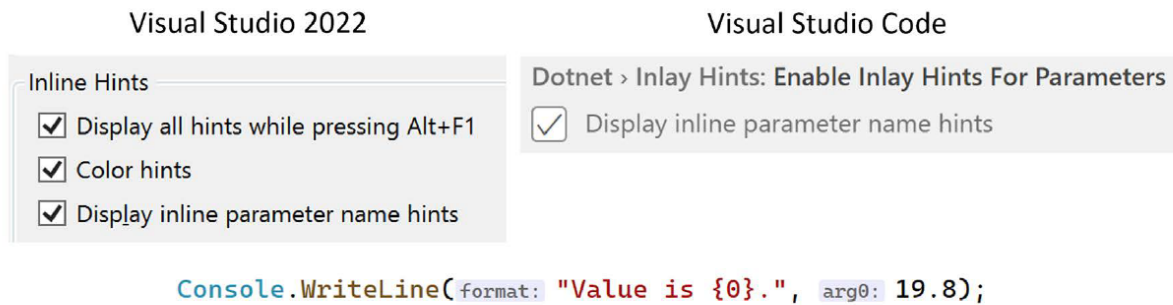 Visual Studio 2022
Inline Hints
Display all hints while pressing Alt+F1
Color hints
Display inline parameter name hints
Visual Studio Code
Dotnet › Inlay Hints: Enable Inlay Hints For Parameters
Display inline parameter name hints
Console.WriteLine(format: "Value is {0}.", arg0: 19.8);